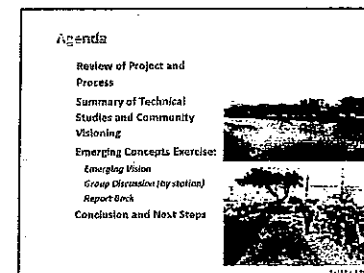 Agenda
Review of Project and
Process
Summary of Technical
Studies and Community
Visioning
Emerging Concepts Exercise:
Emerging Vision
Group Discussion (by station)
Report Back
Conclusion and Next Steps